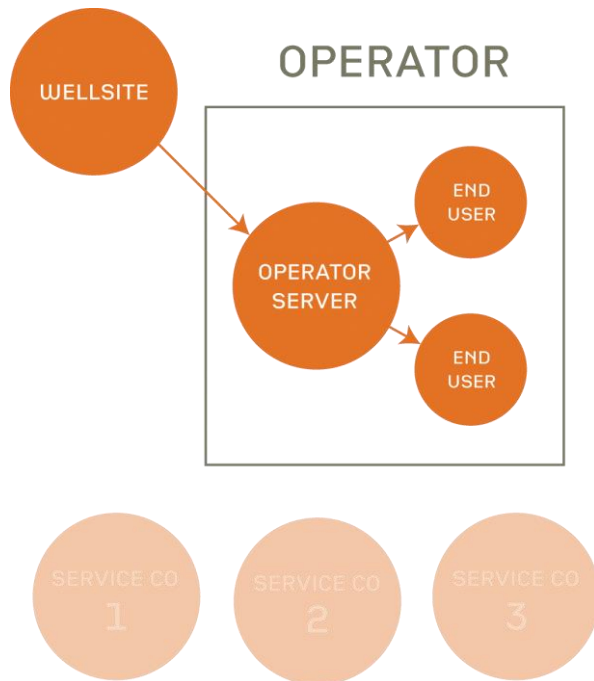 OPERATOR
WELLSITE
END
USER
OPERATOR
SERVER
END
USER
SERVICE CO
1
SERVICE CO
2
SERVICE CO
3